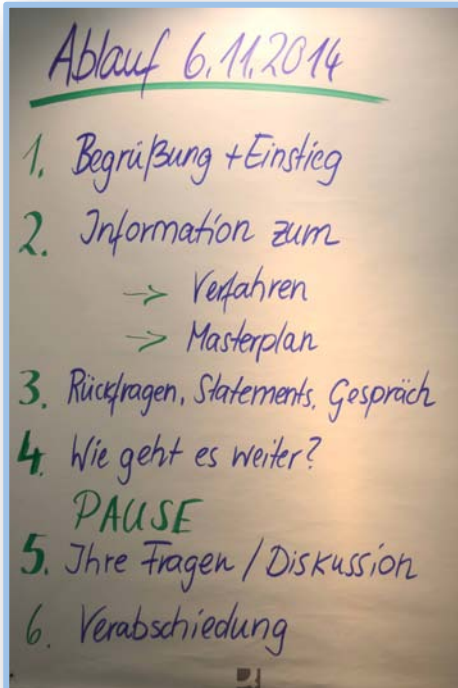 Ablauf 6.11.2014
1. Begrüßung + Einstieg
2. Information zum
-> Verfahren
-> Masterplan
3. Rückfragen, Statements, Gespräch
4. Wie geht es weiter?
PAUSE
5. Ihre Fragen / Diskussion
6. Verabschiedung